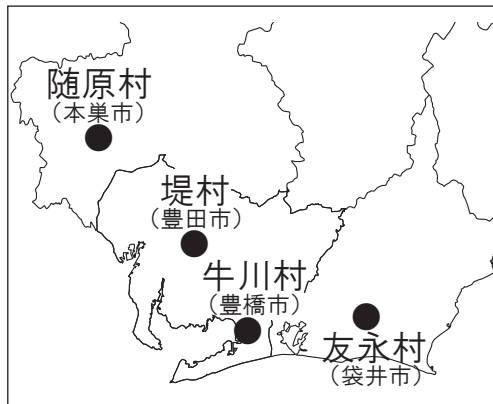 随原村
（本巣市）
堤村
（豊田市）
牛川村
（豊橋市）
友永村
（袋井市）